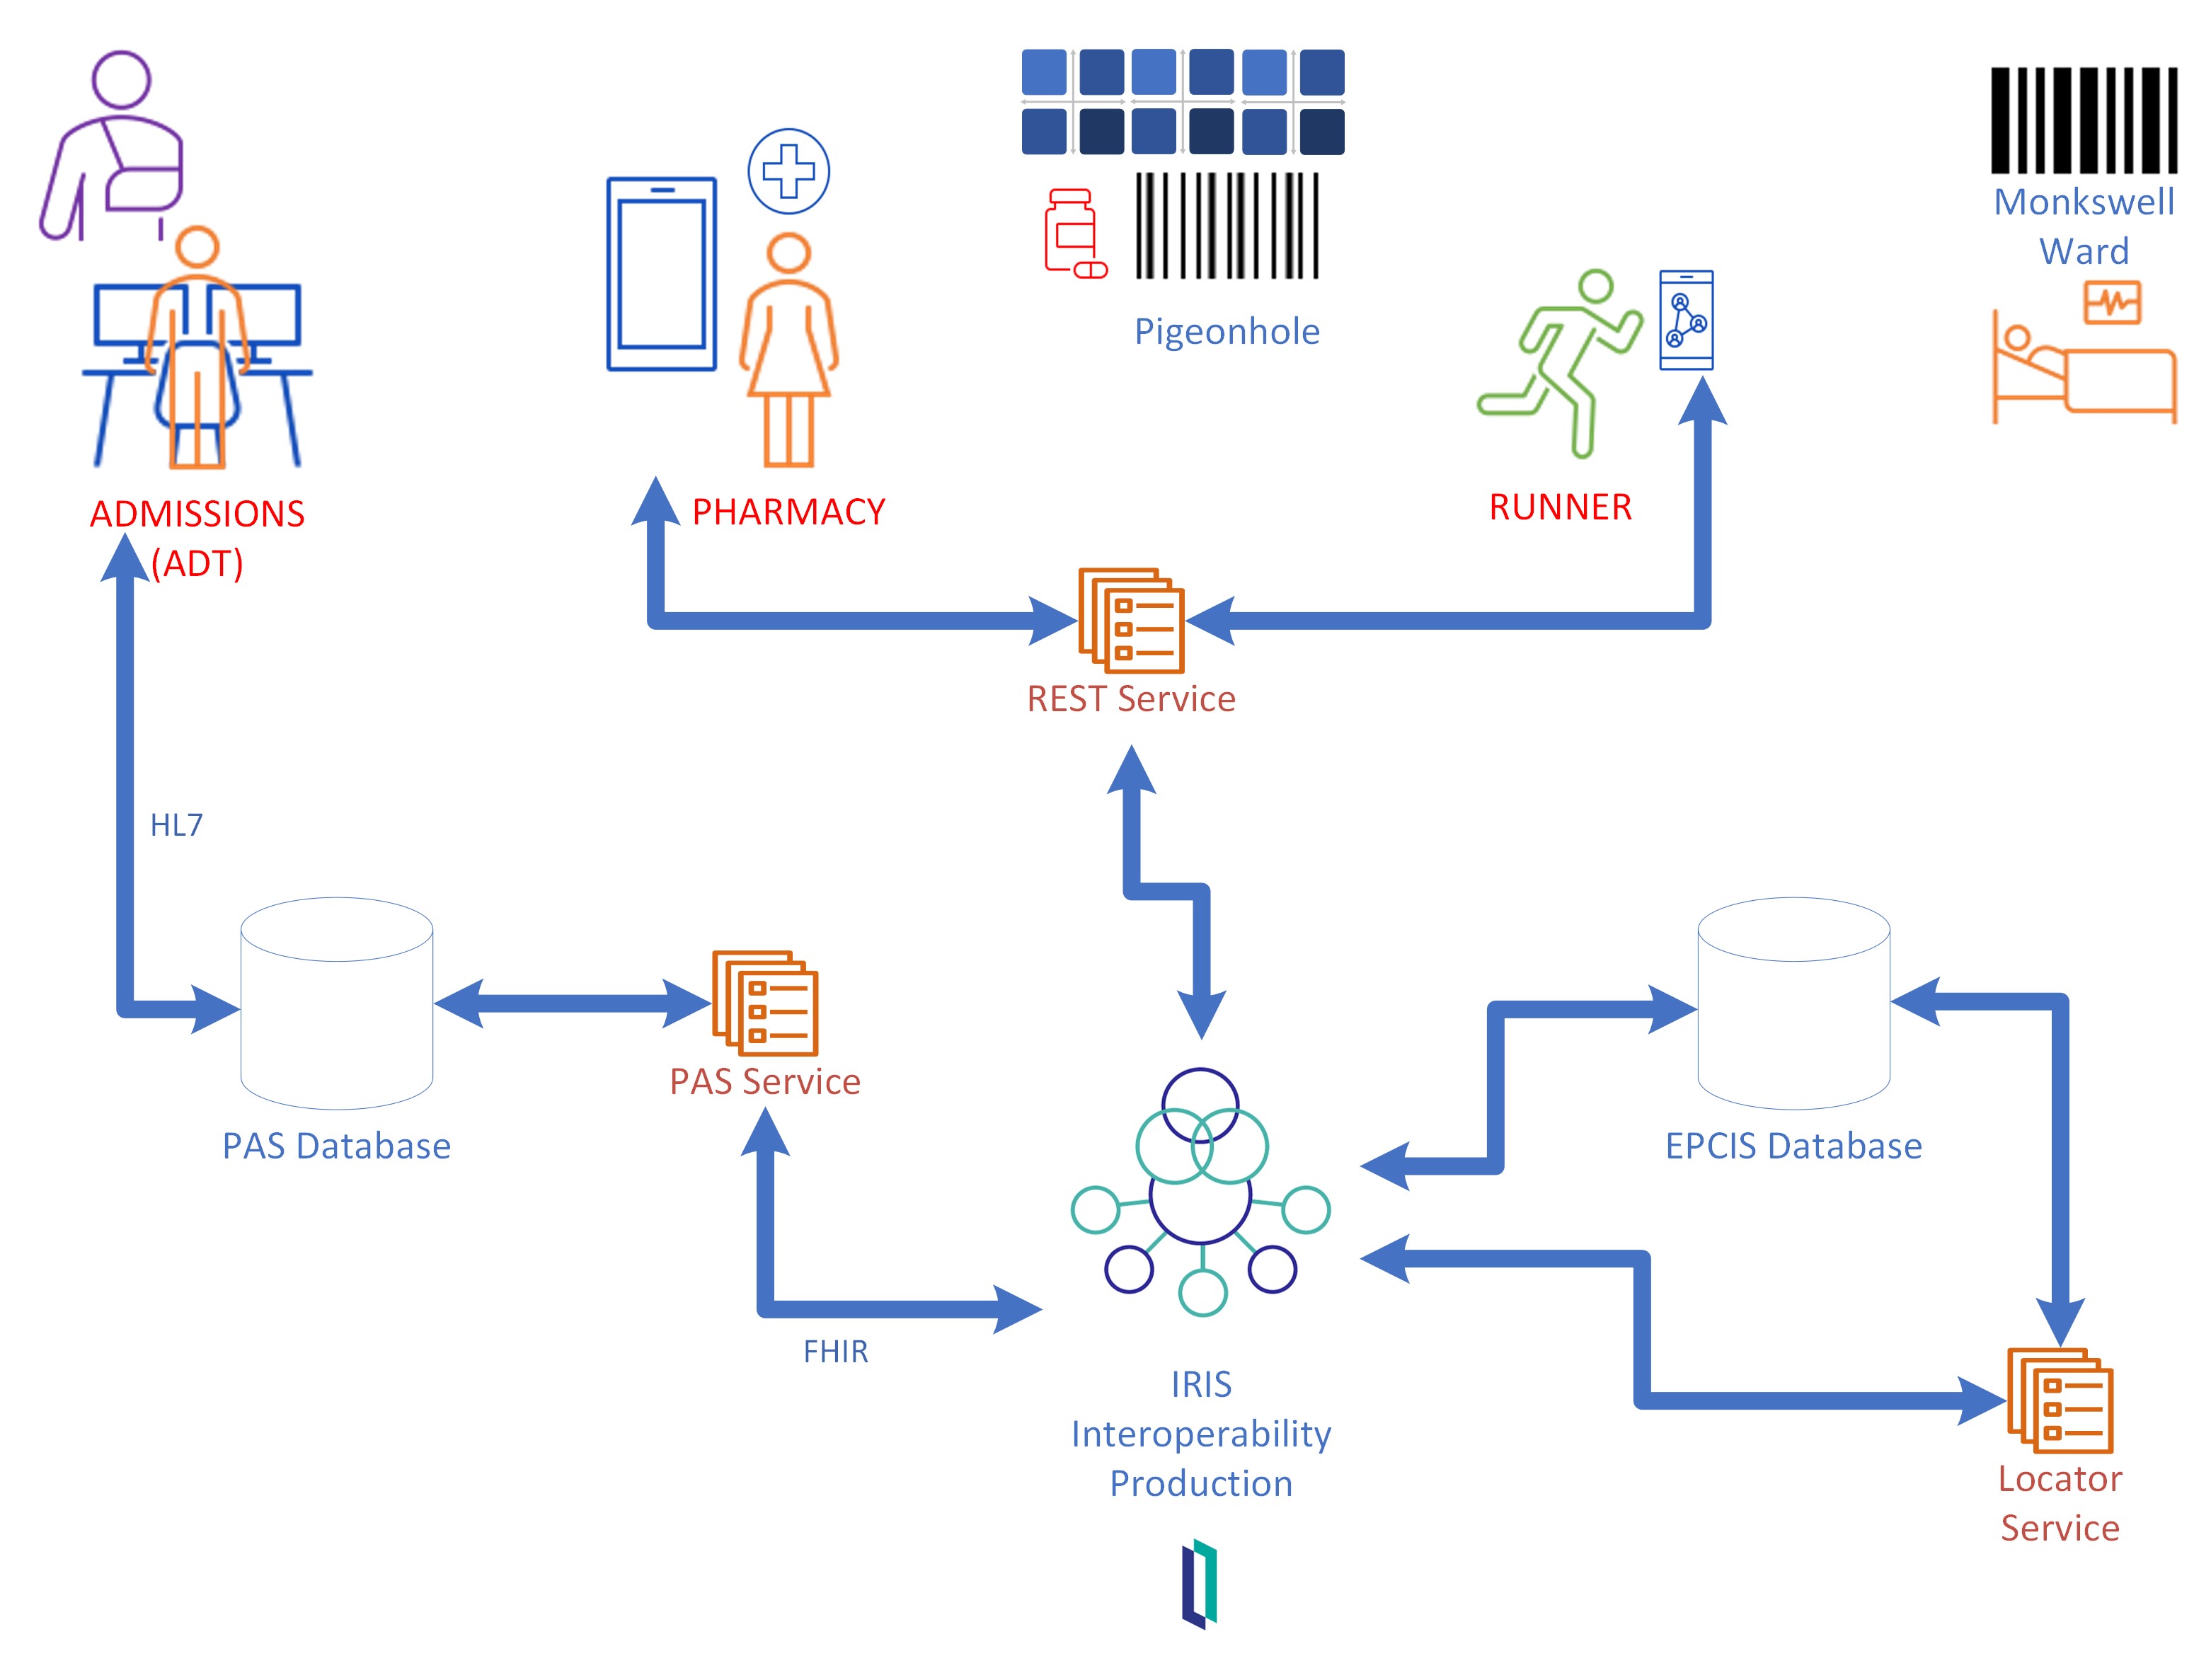 Monkswell
Ward
Pigeonhole
ADMISSIONS
(ADT)
PHARMACY
RUNNER
REST Service
HL7
PAS Service
PAS Database
EPCIS Database
FHIR
IRIS
Interoperability
Production
Locator
Service